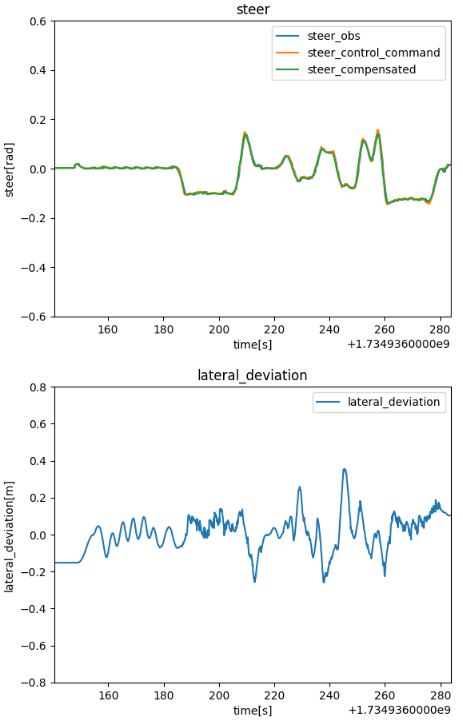 steer
steer_obs
steer_control_command
steer_compensated
steer[rad]
0.6
0.4
0.2
0.0
−0.2
−0.4
−0.6
160 180 200 220 240 260 280
time[s]
+1.7349360000e9
lateral_deviation
lateral_deviation
lateral_deviation[m]
0.8
0.6
0.4
0.2
0.0
−0.2
−0.4
−0.6
−0.8
160 180 200 220 240 260 280
time[s]
+1.7349360000e9